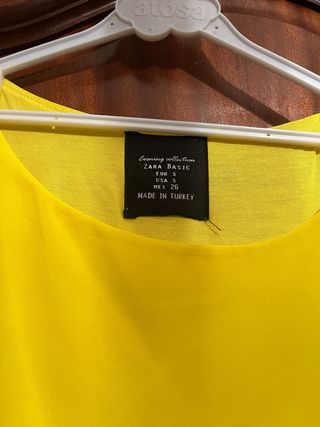 atosa
Evening collection
ZARA BASIC
EUR S
USA S
MEX 26
MADE IN TURKEY